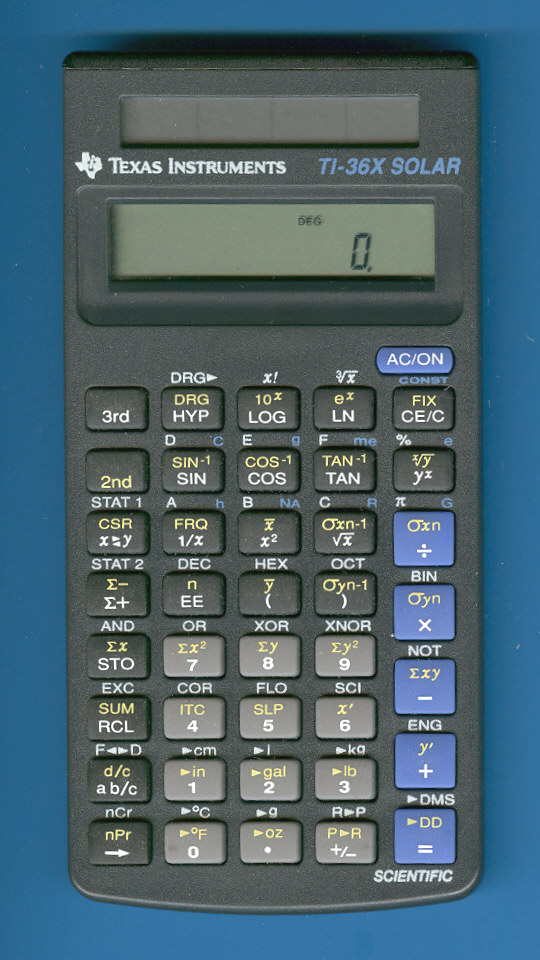 TEXAS INSTRUMENTS TI-36X SOLAR
DEG
0.
AC/ON
DRG► x! ³√x CONST
DRG 10ˣ eˣ FIX
3rd HYP LOG LN CE/C
D C E g F me % e
SIN⁻¹ COS⁻¹ TAN⁻¹ ˣ√y
2nd SIN COS TAN yˣ
STAT 1 A h B NA C R π G
CSR FRQ x̅ σxn-1 σxn
x⇆y 1/x x² √x ÷
STAT 2 DEC HEX OCT BIN
Σ− n y̅ σyn-1 σyn
Σ+ EE ( ) ×
AND OR XOR XNOR NOT
Σx Σx² Σy Σy² Σxy
STO 7 8 9 −
EXC COR FLO SCI ENG
SUM ITC SLP x′ y′
RCL 4 5 6 +
F◄►D ►cm ►l ►kg ►DMS
d/c ►in ►gal ►lb ►DD
a b/c 1 2 3 =
nCr ►°C ►g R►P
nPr ►°F ►oz P►R
→ 0 . +/−
SCIENTIFIC